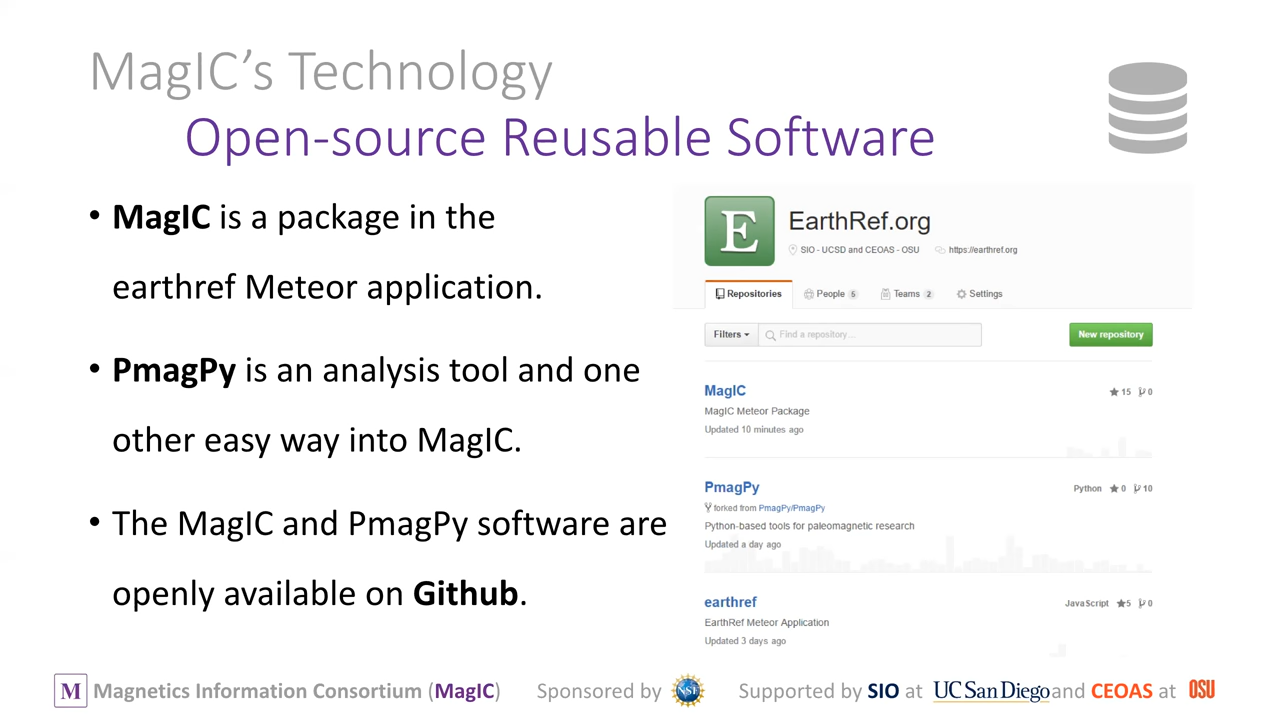 MagIC’s Technology
Open-source Reusable Software
• MagIC is a package in the
earthref Meteor application.
• PmagPy is an analysis tool and one
other easy way into MagIC.
• The MagIC and PmagPy software are
openly available on Github.
E
EarthRef.org
SIO - UCSD and CEOAS - OSU https://earthref.org
Repositories People 5 Teams 2 Settings
Filters Find a repository... New repository
MagIC 15 0
MagIC Meteor Package
Updated 10 minutes ago
PmagPy Python 0 10
forked from PmagPy/PmagPy
Python-based tools for paleomagnetic research
Updated a day ago
earthref JavaScript 5 0
EarthRef Meteor Application
Updated 3 days ago
M Magnetics Information Consortium (MagIC) Sponsored by NSF Supported by SIO at UC San Diego and CEOAS at OSU